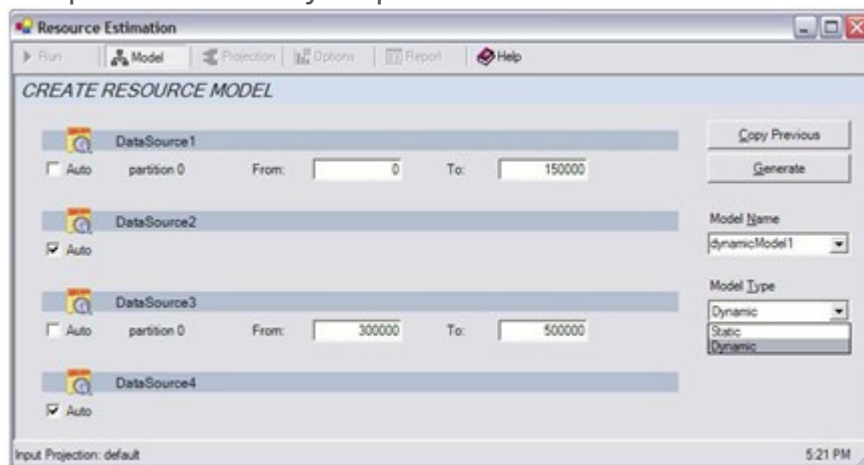 Resource Estimation
Run Model Projection Options Report Help
CREATE RESOURCE MODEL
DataSource1
Copy Previous
Auto partition 0 From: 0 To: 150000
Generate
DataSource2
Model Name
Auto
dynamicModel1
Model Type
DataSource3
Dynamic
Auto partition 0 From: 300000 To: 500000
Static
Dynamic
DataSource4
Auto
Input Projection: default 5:21 PM